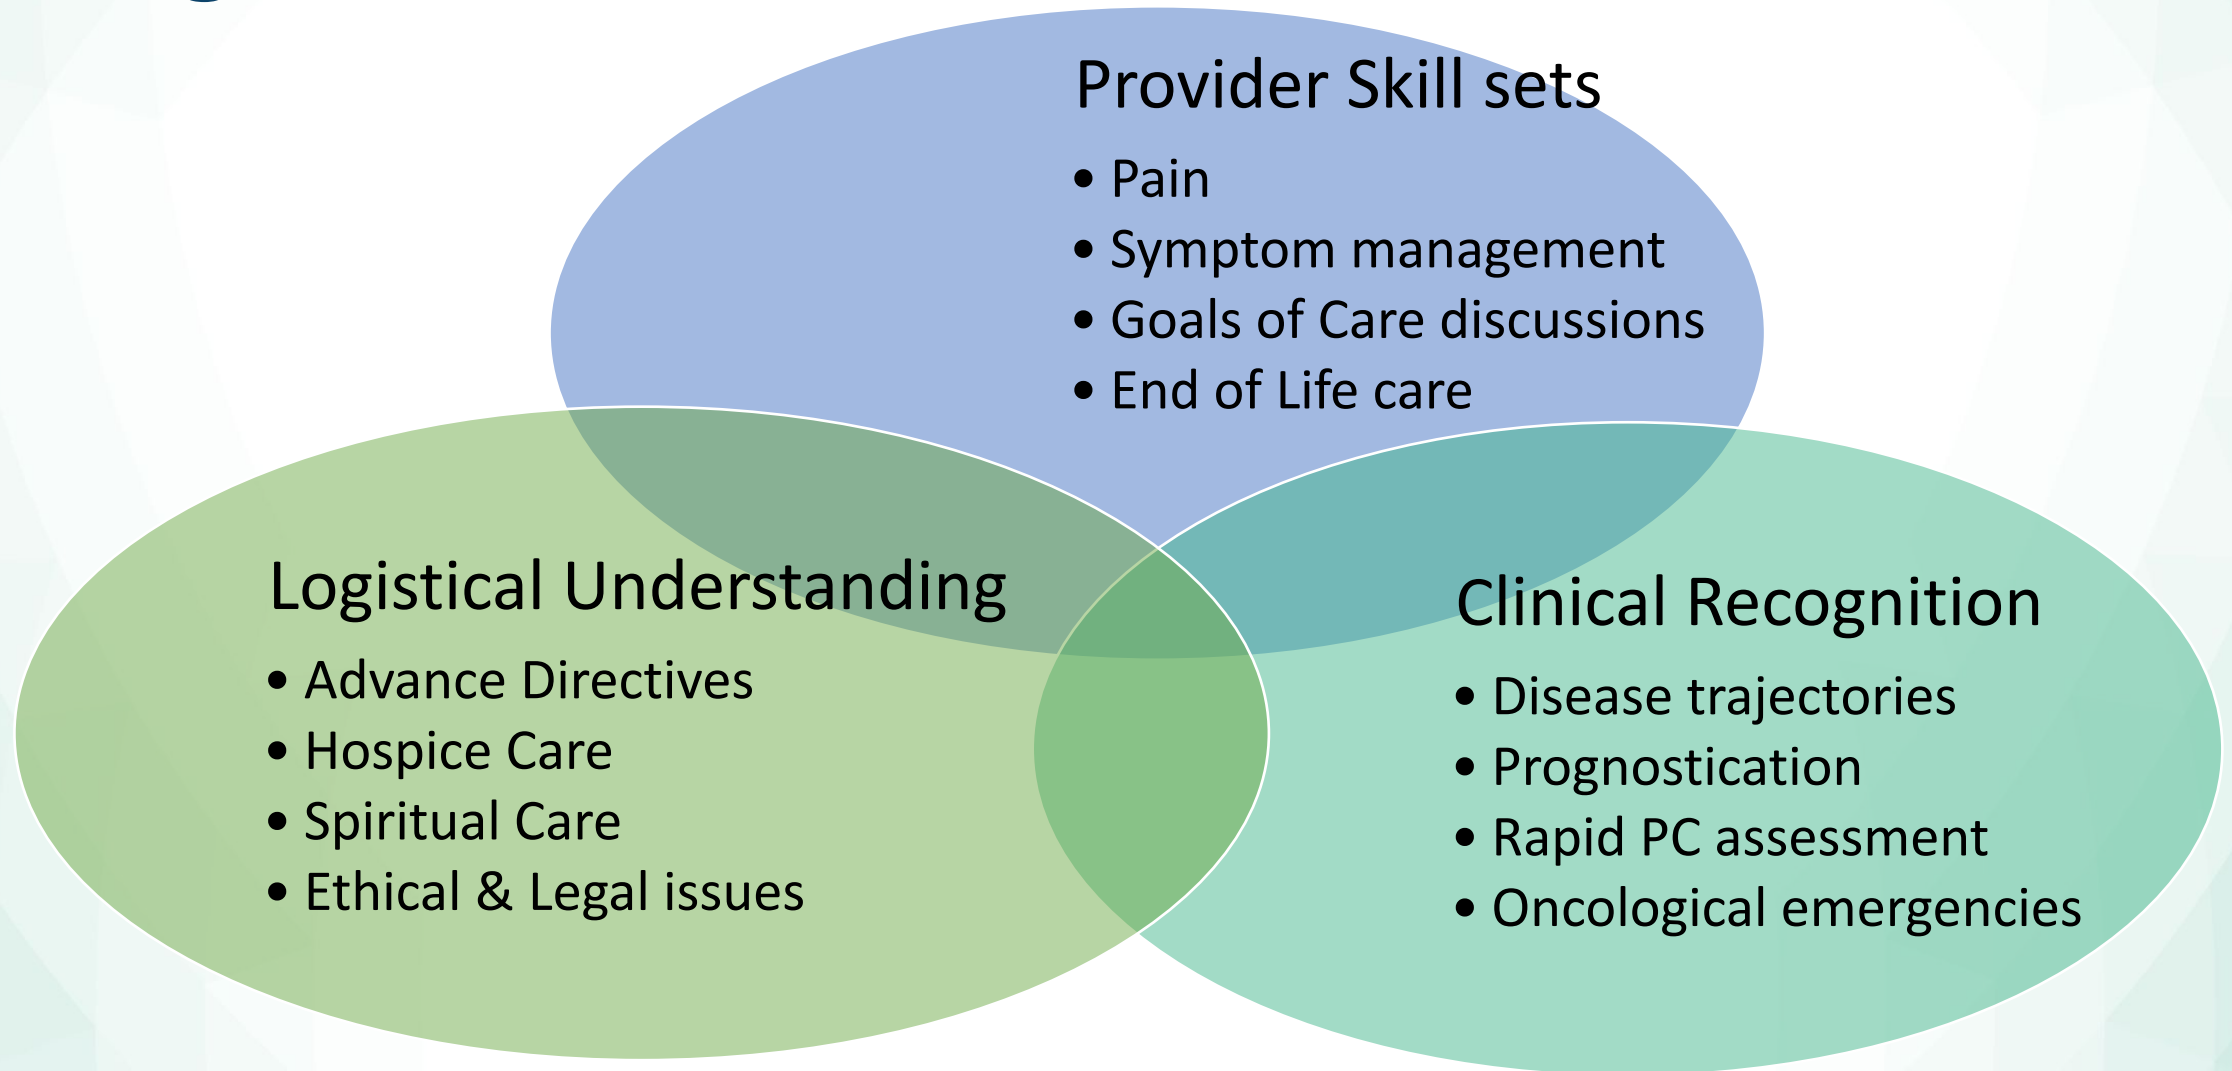 Provider Skill sets
• Pain
• Symptom management
• Goals of Care discussions
• End of Life care
Logistical Understanding
• Advance Directives
• Hospice Care
• Spiritual Care
• Ethical & Legal issues
Clinical Recognition
• Disease trajectories
• Prognostication
• Rapid PC assessment
• Oncological emergencies